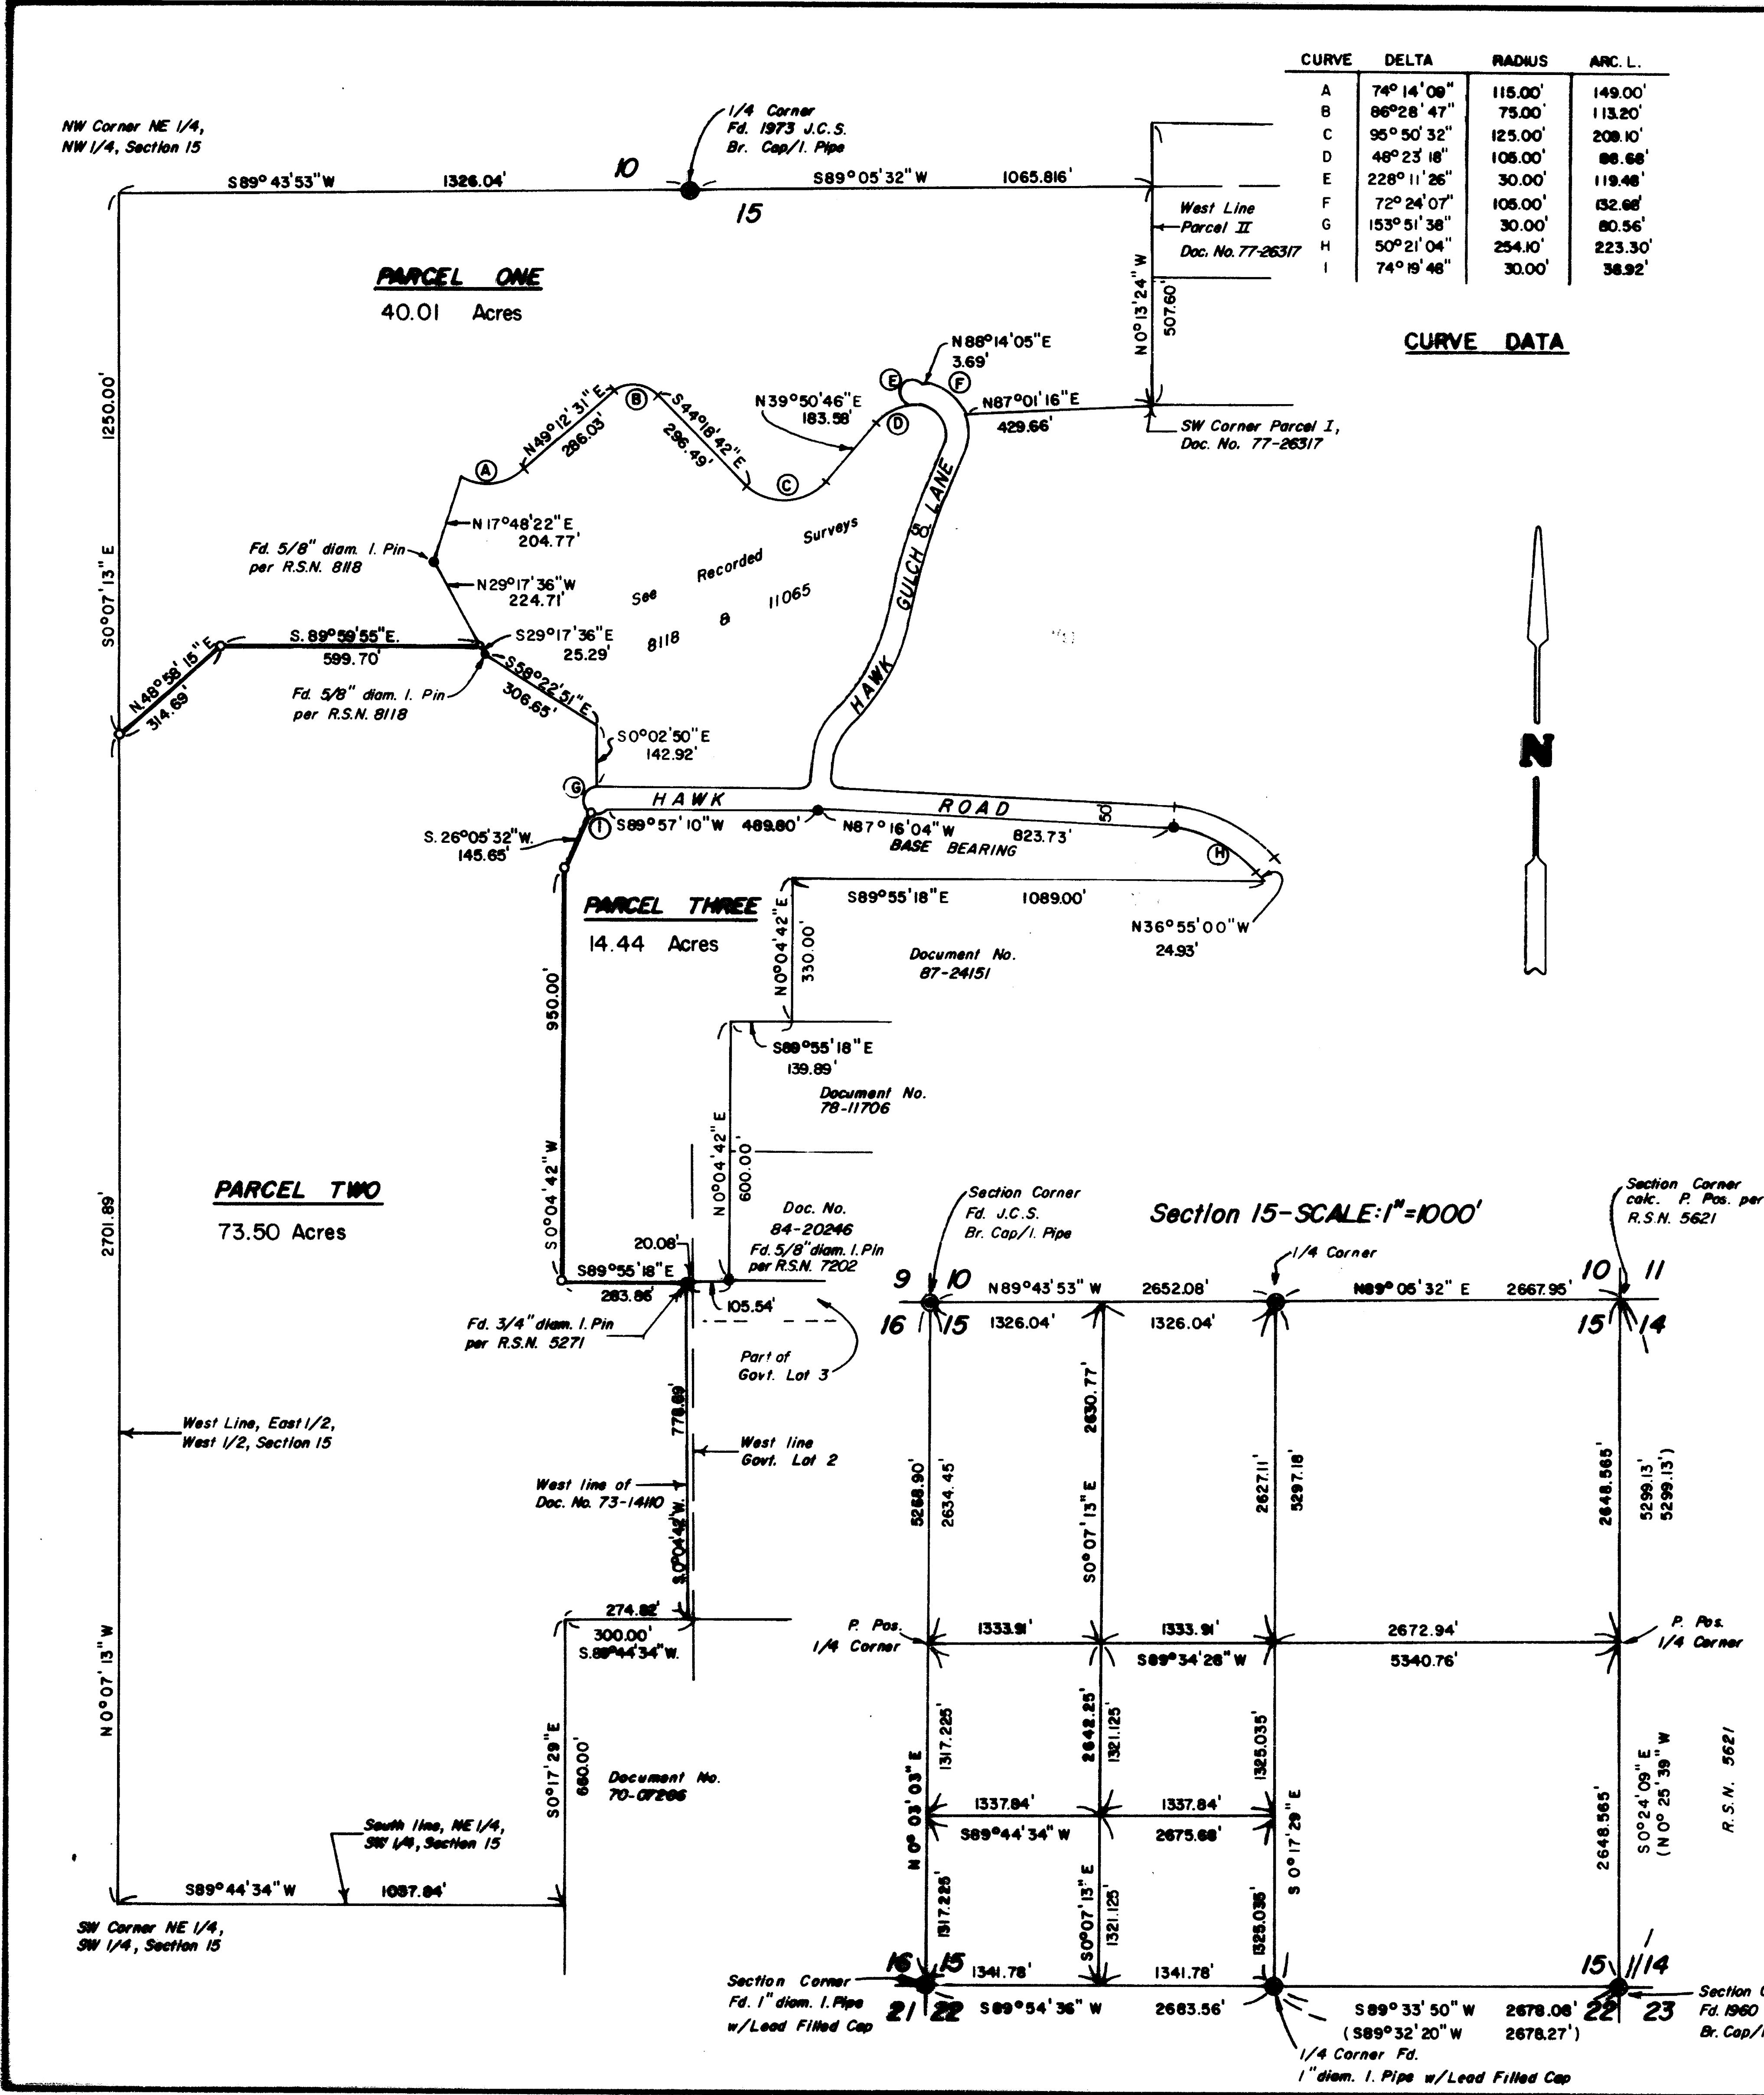 CURVE DELTA RADIUS ARC. L.
A 74° 14' 09" 115.00' 149.00'
B 86° 28' 47" 75.00' 113.20'
C 95° 50' 32" 125.00' 209.10'
D 48° 23' 18" 105.00' 88.68'
E 228° 11' 26" 30.00' 119.48'
F 72° 24' 07" 105.00' 132.68'
G 153° 51' 38" 30.00' 80.56'
H 50° 21' 04" 254.10' 223.30'
I 74° 19' 48" 30.00' 38.92'
CURVE DATA
NW Corner NE 1/4,
NW 1/4, Section 15
1/4 Corner
Fd. 1973 J.C.S.
Br. Cap/I. Pipe
S89° 43' 53" W 1326.04'
10
15
S89° 05' 32" W 1065.816'
West Line
Parcel II
Doc. No. 77-26317
N0° 13' 24" W
507.60'
PARCEL ONE
40.01 Acres
1250.00'
S0° 07' 13" E
N88° 14' 05" E
3.69'
E
F
N39° 50' 46" E
183.58'
D
N87° 01' 16" E
429.66'
SW Corner Parcel I,
Doc. No. 77-26317
N49° 12' 31" E
286.03'
B
S44° 18' 42" E
296.49'
A
C
N17° 48' 22" E
204.77'
Fd. 5/8" diam. I. Pin
per R.S.N. 8118
N29° 17' 36" W
224.71'
See Recorded Surveys
8118 & 11065
HAWK GULCH LANE
50'
S. 89° 59' 55" E.
599.70'
S29° 17' 36" E
25.29'
N. 48° 58' 15" E
314.69'
Fd. 5/8" diam. I. Pin
per R.S.N. 8118
S58° 22' 51" E
306.65'
S0° 02' 50" E
142.92'
G
HAWK ROAD
50'
N
I
S89° 57' 10" W 489.80'
N87° 16' 04" W 823.73'
BASE BEARING
H
S. 26° 05' 32" W.
145.65'
S89° 55' 18" E 1089.00'
N36° 55' 00" W
24.93'
PARCEL THREE
14.44 Acres
N0° 04' 42" E
330.00'
Document No.
87-24151
950.00'
S0° 04' 42" W
S89° 55' 18" E
139.89'
Document No.
78-11706
N0° 04' 42" E
600.00'
PARCEL TWO
73.50 Acres
2701.89'
N0° 07' 13" W
Doc. No.
84-20246
Fd. 5/8" diam. I. Pin
per R.S.N. 7202
20.08'
S89° 55' 18" E
283.86'
105.54'
Fd. 3/4" diam. I. Pin
per R.S.N. 5271
Part of
Govt. Lot 3
778.69'
S.0° 04' 42" W.
West Line, East 1/2,
West 1/2, Section 15
West line
Govt. Lot 2
West line of
Doc. No. 73-14110
274.82'
300.00'
S.89° 44' 34" W.
S0° 17' 29" E
660.00'
Document No.
70-07206
South line, NE 1/4,
SW 1/4, Section 15
S89° 44' 34" W 1037.84'
SW Corner NE 1/4,
SW 1/4, Section 15
Section 15-SCALE: 1"=1000'
Section Corner
Fd. J.C.S.
Br. Cap/I. Pipe
1/4 Corner
Section Corner
calc. P. Pos. per
R.S.N. 5621
9 10
16 15
N89° 43' 53" W 2652.08'
1326.04' 1326.04'
N89° 05' 32" E 2667.95'
10 11
15 14
5268.90'
2634.45'
2630.77'
S0° 07' 13" E
2627.11'
5297.18'
2648.565'
5299.13'
5299.13')
P. Pos.
1/4 Corner
1333.91' 1333.91'
S89° 34' 28" W
2672.94'
5340.76'
P. Pos.
1/4 Corner
1317.225'
N 0° 03' 03" E
2642.25'
1321.125'
1325.035'
S 0° 17' 29" E
1337.84' 1337.84'
S89° 44' 34" W 2675.68'
2648.565'
S0° 24' 09" E
(N0° 25' 39" W
R.S.N. 5621
1317.225'
S0° 07' 13" E
1321.125'
1325.035'
16 15
21 22
1341.78' 1341.78'
S89° 54' 36" W 2683.56'
Section Corner
Fd. 1" diam. I. Pipe
w/Lead Filled Cap
S89° 33' 50" W 2678.08'
(S89° 32' 20" W 2678.27')
15 14
22 23
1/4 Corner Fd.
1" diam. I. Pipe w/Lead Filled Cap
Section
Fd. 1960
Br. Cap/